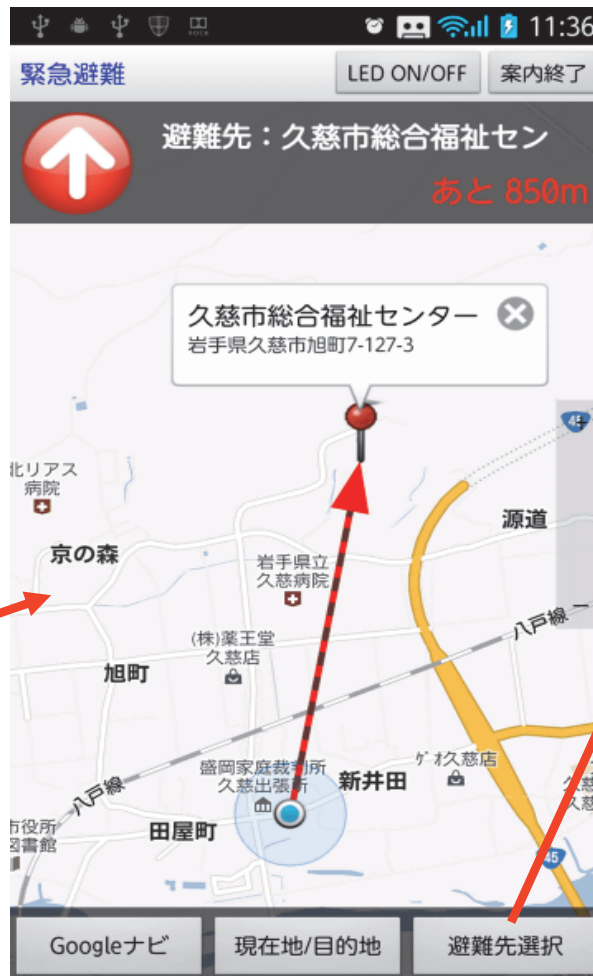 11:36
緊急避難
LED ON/OFF
案内終了
避難先：久慈市総合福祉セン
あと 850m
久慈市総合福祉センター
岩手県久慈市旭町7-127-3
45
北リアス
病院
源道
京の森
岩手県立
久慈病院
八戸線
(株)薬王堂
久慈店
旭町
盛岡家庭裁判所
久慈出張所
ゲオ久慈店
新井田
八戸線
久慈
久慈
市役所
図書館
田屋町
45
Googleナビ
現在地/目的地
避難先選択